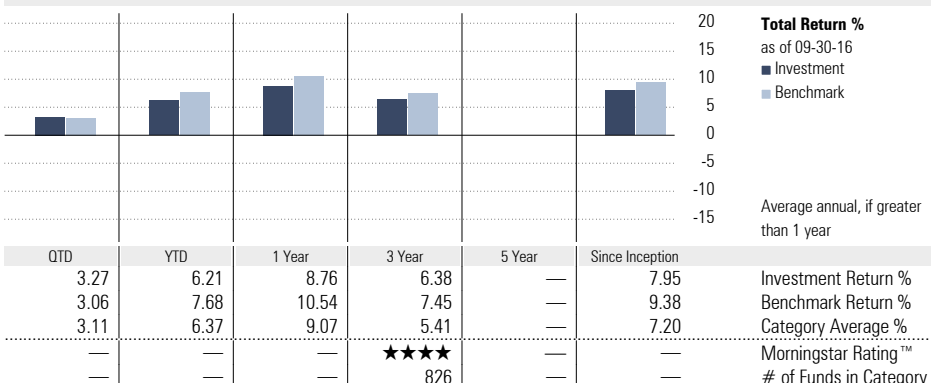 20
15
10
5
0
-5
-10
-15
Total Return %
as of 09-30-16
Investment
Benchmark
Average annual, if greater
than 1 year
QTD YTD 1 Year 3 Year 5 Year Since Inception
3.27 6.21 8.76 6.38 — 7.95 Investment Return %
3.06 7.68 10.54 7.45 — 9.38 Benchmark Return %
3.11 6.37 9.07 5.41 — 7.20 Category Average %
— — — ★★★★ — — Morningstar Rating™
— — — 826 — — # of Funds in Category